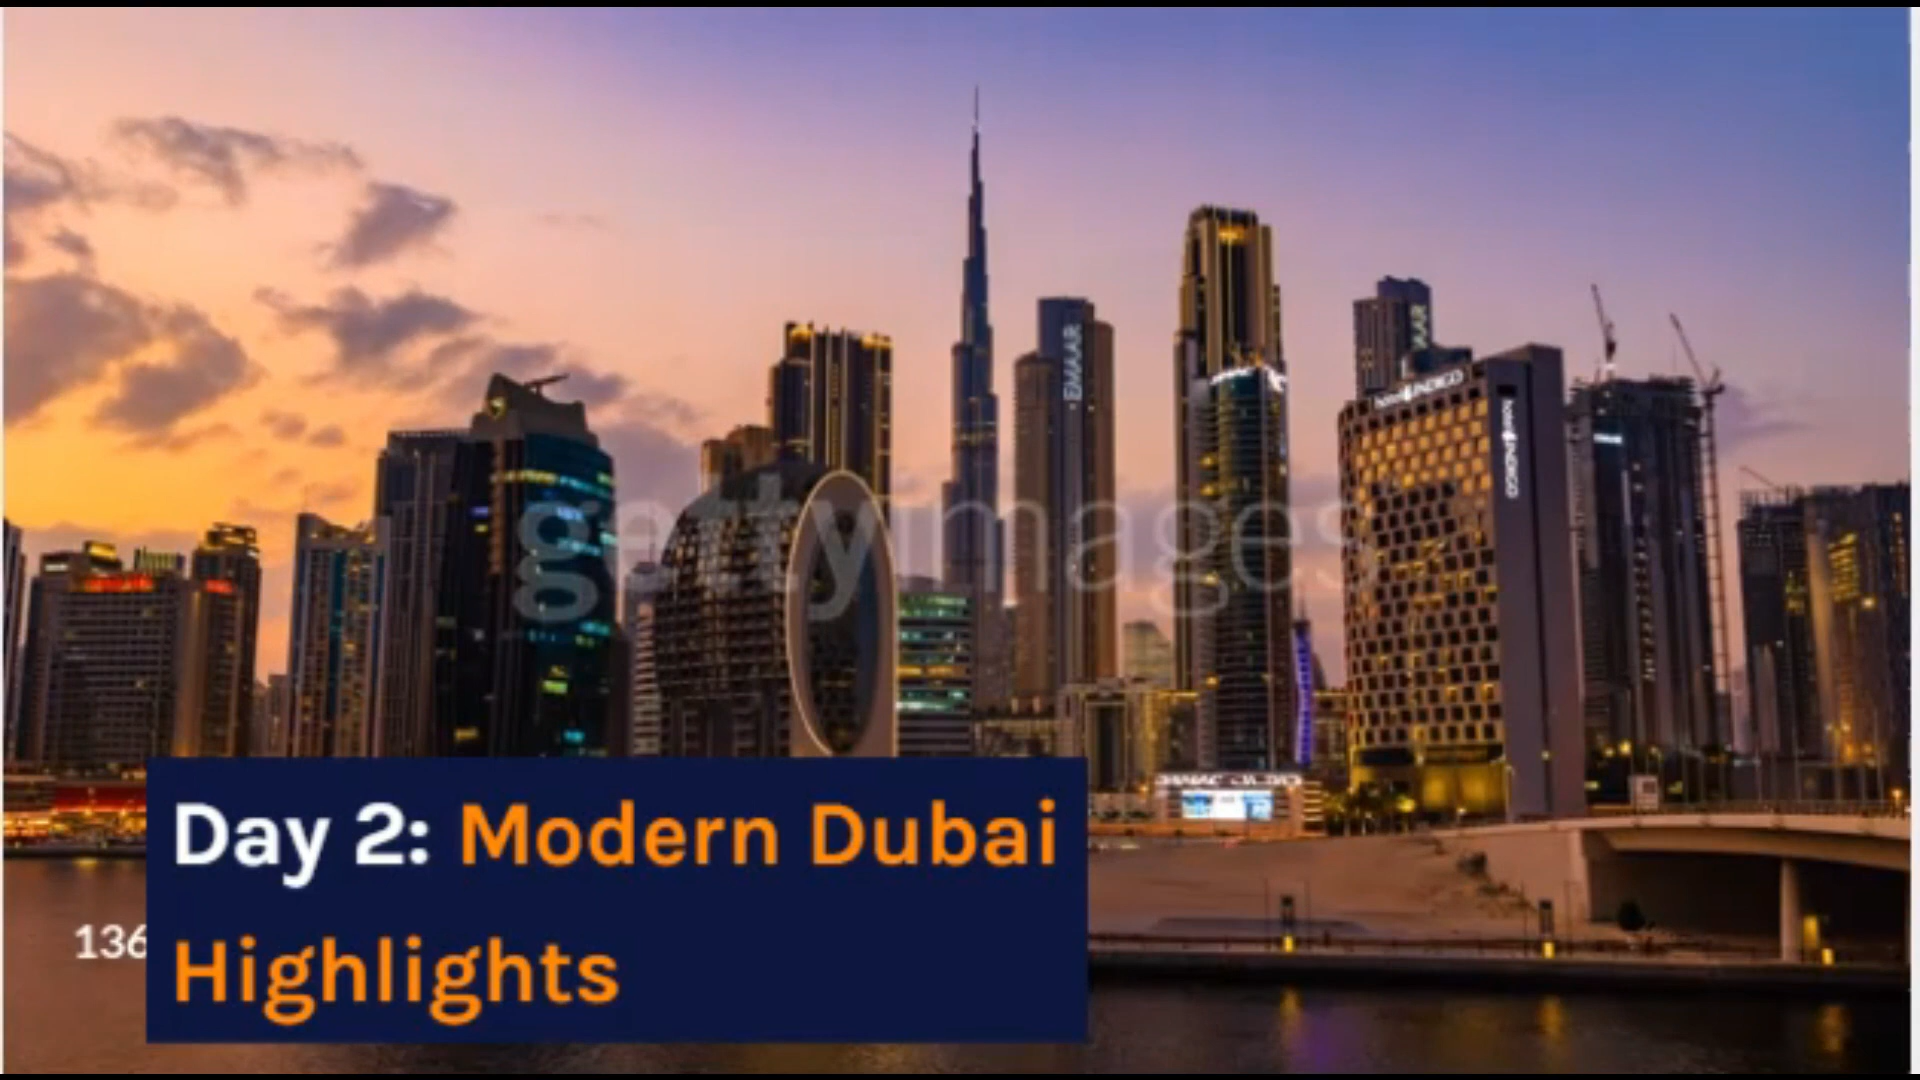 EMAAR
hotel INDIGO
hotel INDIGO
gettyimages
Day 2: Modern Dubai
136
Highlights